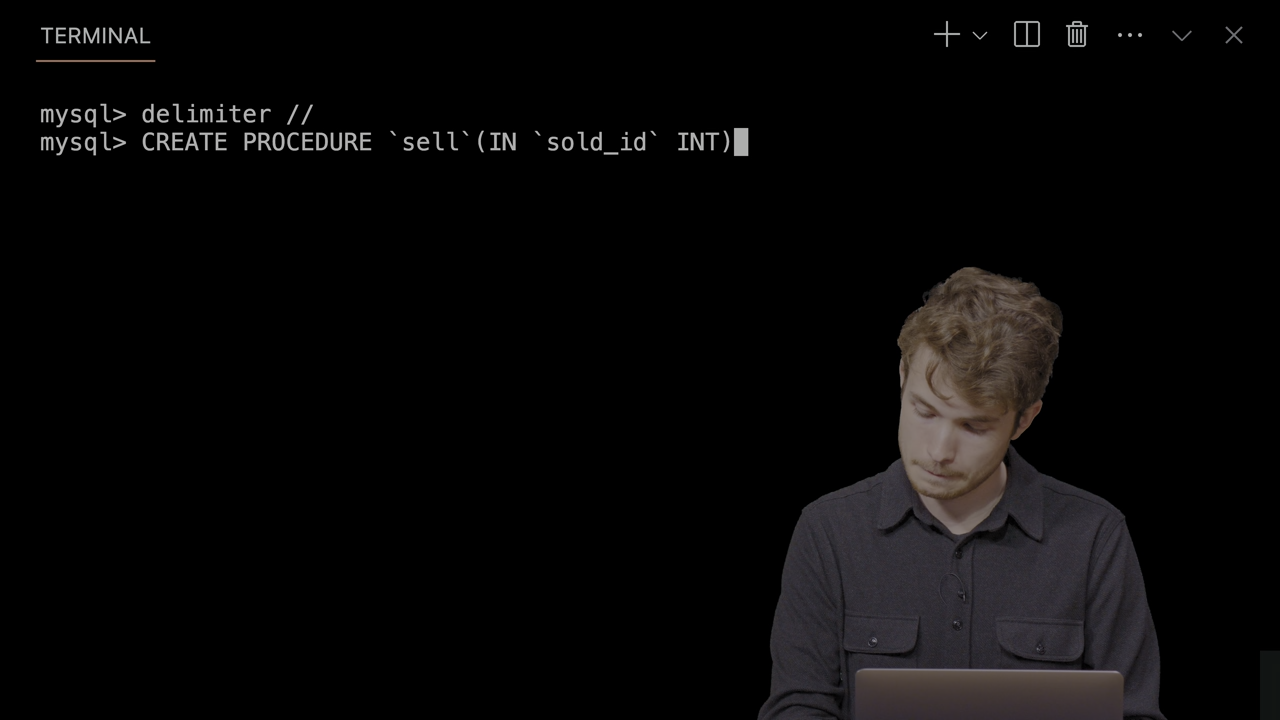 TERMINAL
mysql> delimiter //
mysql> CREATE PROCEDURE `sell`(IN `sold_id` INT)